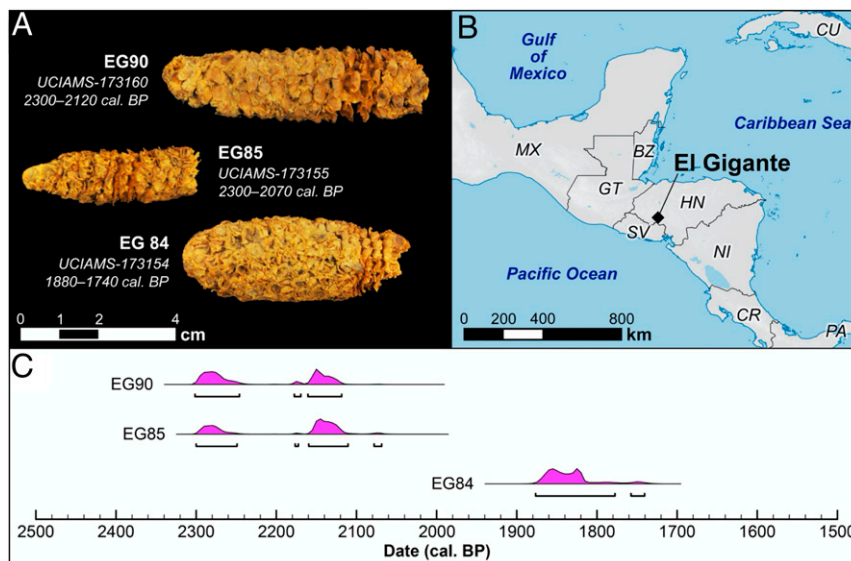 A
EG90
UCIAMS-173160
2300–2120 cal. BP
EG85
UCIAMS-173155
2300–2070 cal. BP
EG 84
UCIAMS-173154
1880–1740 cal. BP
0 1 2 4
cm
B
Gulf
of
Mexico
CU
Caribbean Sea
MX
BZ
El Gigante
GT
HN
SV
NI
Pacific Ocean
CR
PA
0 200 400 800
km
C
EG90
EG85
EG84
2500 2400 2300 2200 2100 2000 1900 1800 1700 1600 1500
Date (cal. BP)